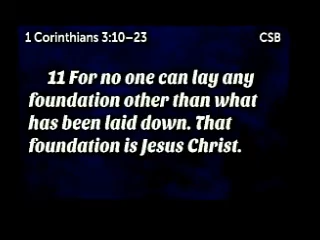 1 Corinthians 3:10–23 CSB
11 For no one can lay any
foundation other than what
has been laid down. That
foundation is Jesus Christ.